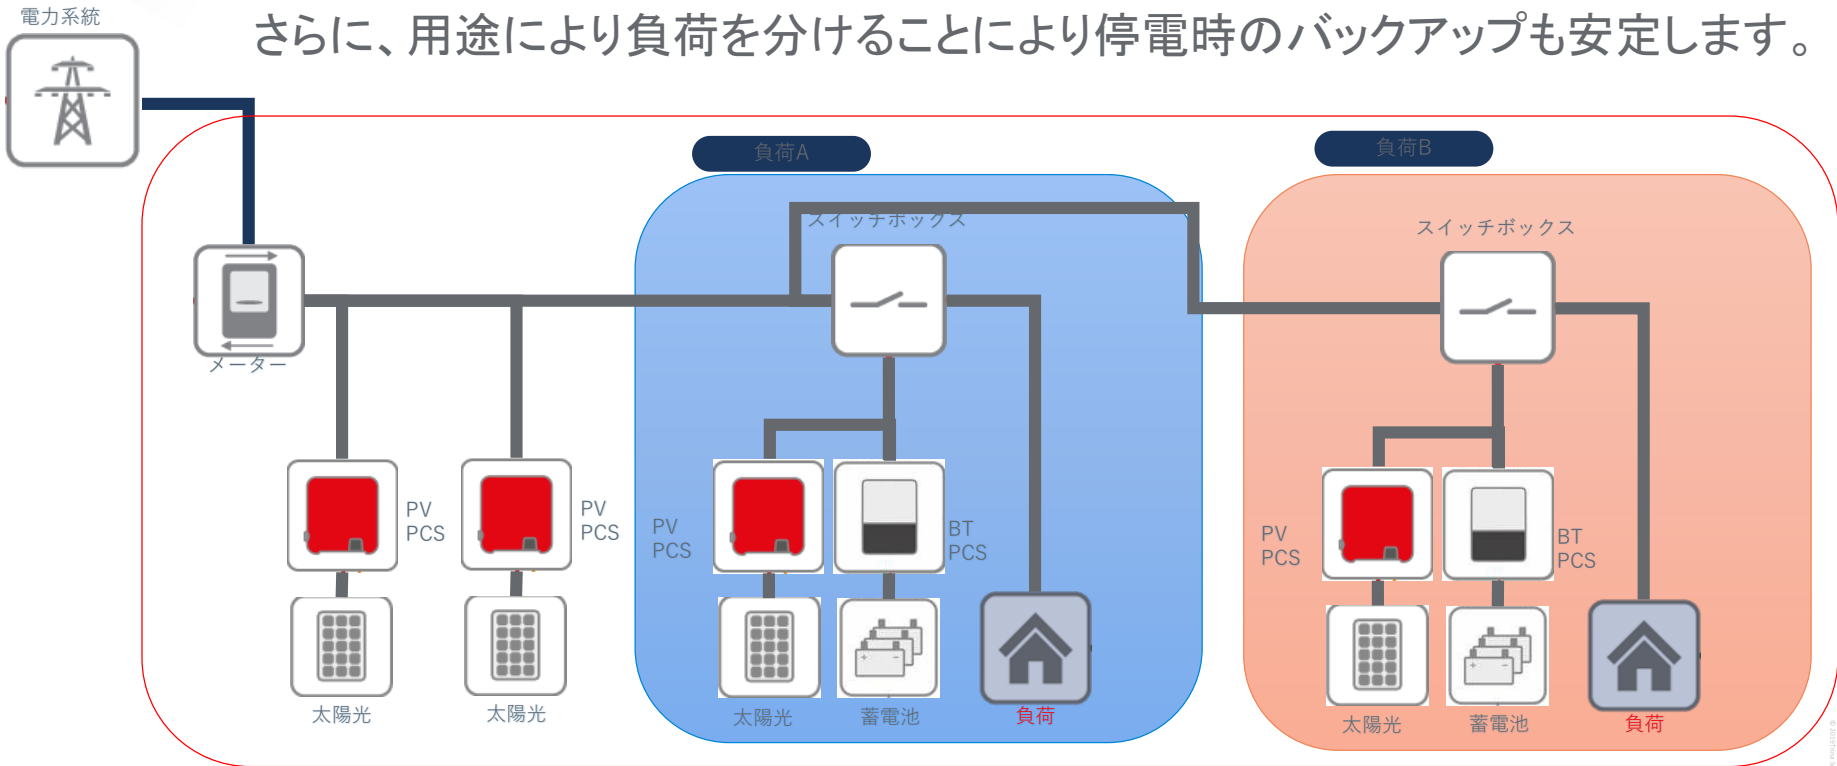 電力系統
さらに、用途により負荷を分けることにより停電時のバックアップも安定します。
負荷A
負荷B
スイッチボックス
スイッチボックス
メーター
PV
PCS
PV
PCS
PV
PCS
BT
PCS
PV
PCS
BT
PCS
太陽光
太陽光
太陽光
蓄電池
負荷
太陽光
蓄電池
負荷